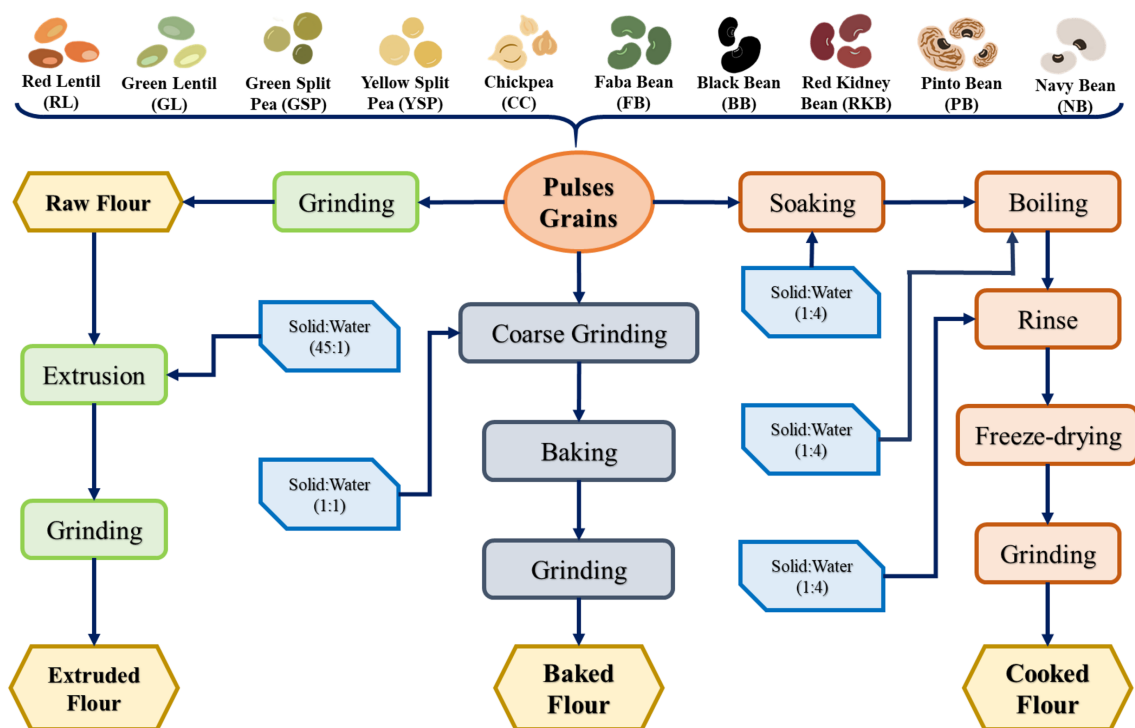 Red Lentil
(RL)
Green Lentil
(GL)
Green Split
Pea (GSP)
Yellow Split
Pea (YSP)
Chickpea
(CC)
Faba Bean
(FB)
Black Bean
(BB)
Red Kidney
Bean (RKB)
Pinto Bean
(PB)
Navy Bean
(NB)
Raw Flour
Grinding
Pulses
Grains
Soaking
Boiling
Solid:Water
(45:1)
Coarse Grinding
Solid:Water
(1:4)
Rinse
Extrusion
Baking
Solid:Water
(1:4)
Freeze-drying
Solid:Water
(1:1)
Grinding
Grinding
Solid:Water
(1:4)
Grinding
Extruded
Flour
Baked
Flour
Cooked
Flour